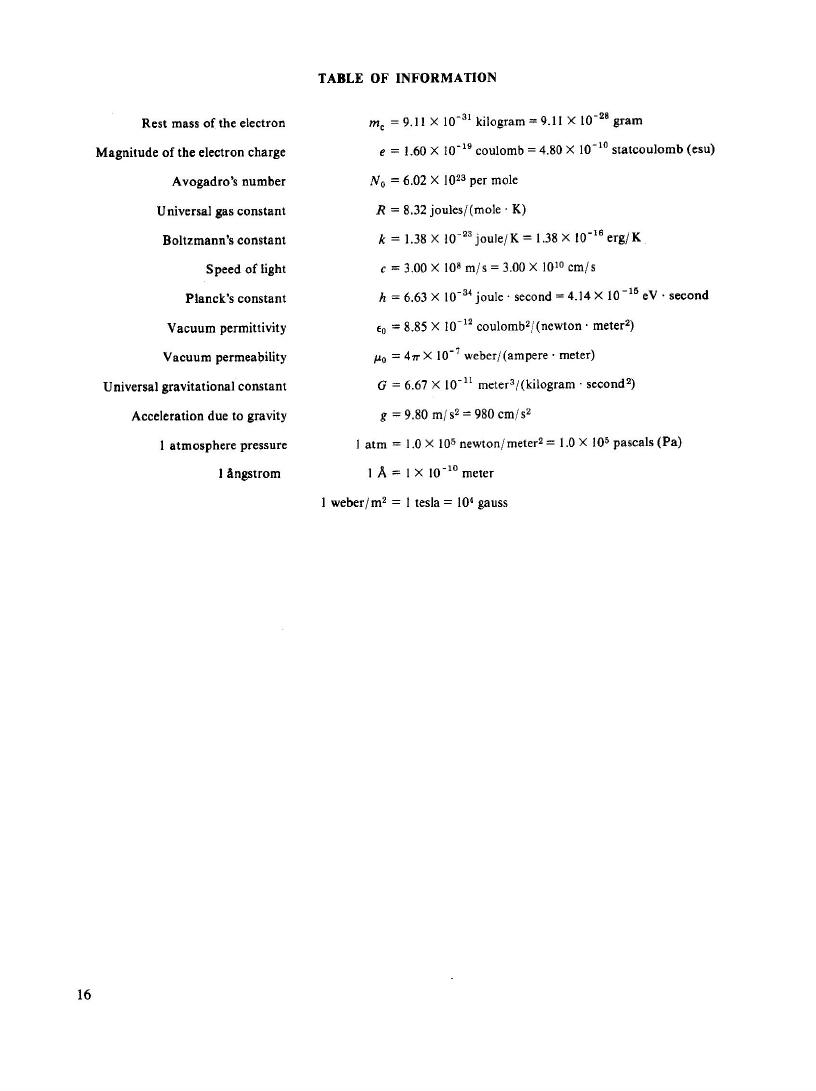 TABLE OF INFORMATION
Rest mass of the electron mₑ = 9.11 × 10⁻³¹ kilogram = 9.11 × 10⁻²⁸ gram
Magnitude of the electron charge e = 1.60 × 10⁻¹⁹ coulomb = 4.80 × 10⁻¹⁰ statcoulomb (esu)
Avogadro's number N₀ = 6.02 × 10²³ per mole
Universal gas constant R = 8.32 joules/(mole · K)
Boltzmann's constant k = 1.38 × 10⁻²³ joule/K = 1.38 × 10⁻¹⁶ erg/K
Speed of light c = 3.00 × 10⁸ m/s = 3.00 × 10¹⁰ cm/s
Planck's constant h = 6.63 × 10⁻³⁴ joule · second = 4.14 × 10⁻¹⁵ eV · second
Vacuum permittivity ϵ₀ = 8.85 × 10⁻¹² coulomb²/(newton · meter²)
Vacuum permeability μ₀ = 4π × 10⁻⁷ weber/(ampere · meter)
Universal gravitational constant G = 6.67 × 10⁻¹¹ meter³/(kilogram · second²)
Acceleration due to gravity g = 9.80 m/s² = 980 cm/s²
1 atmosphere pressure 1 atm = 1.0 × 10⁵ newton/meter² = 1.0 × 10⁵ pascals (Pa)
1 ångstrom 1 Å = 1 × 10⁻¹⁰ meter
1 weber/m² = 1 tesla = 10⁴ gauss
16